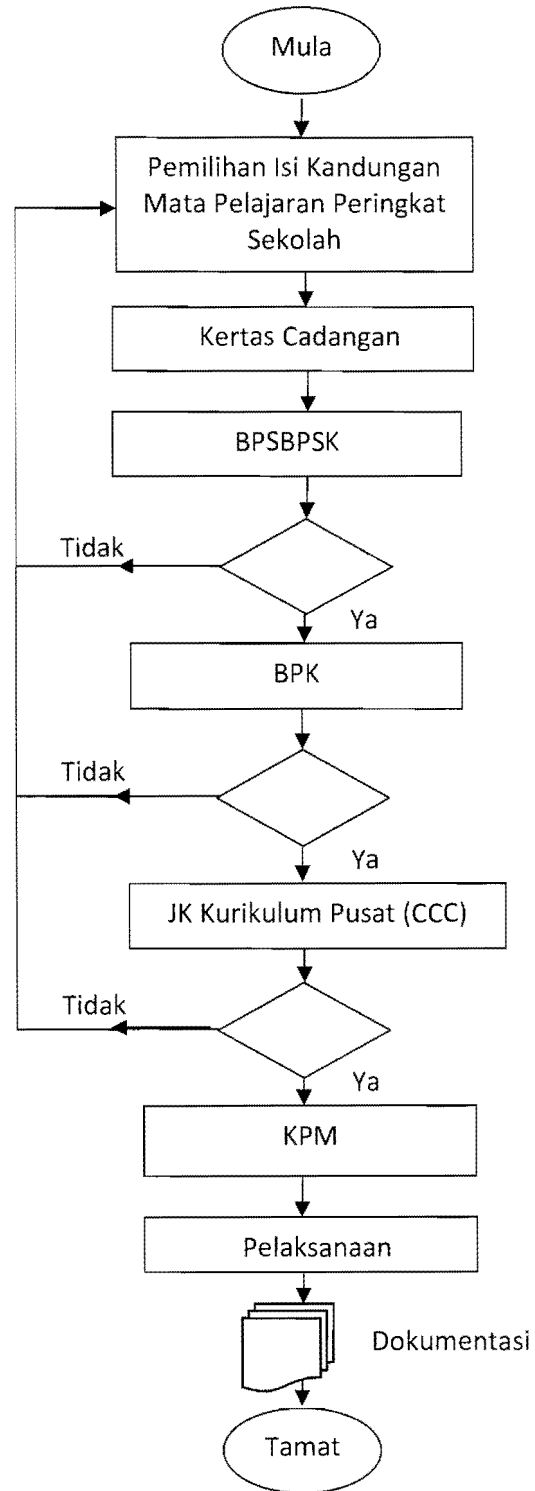 Mula
Pemilihan Isi Kandungan
Mata Pelajaran Peringkat
Sekolah
Kertas Cadangan
BPSBPSK
Tidak
Ya
BPK
Tidak
Ya
JK Kurikulum Pusat (CCC)
Tidak
Ya
KPM
Pelaksanaan
Dokumentasi
Tamat